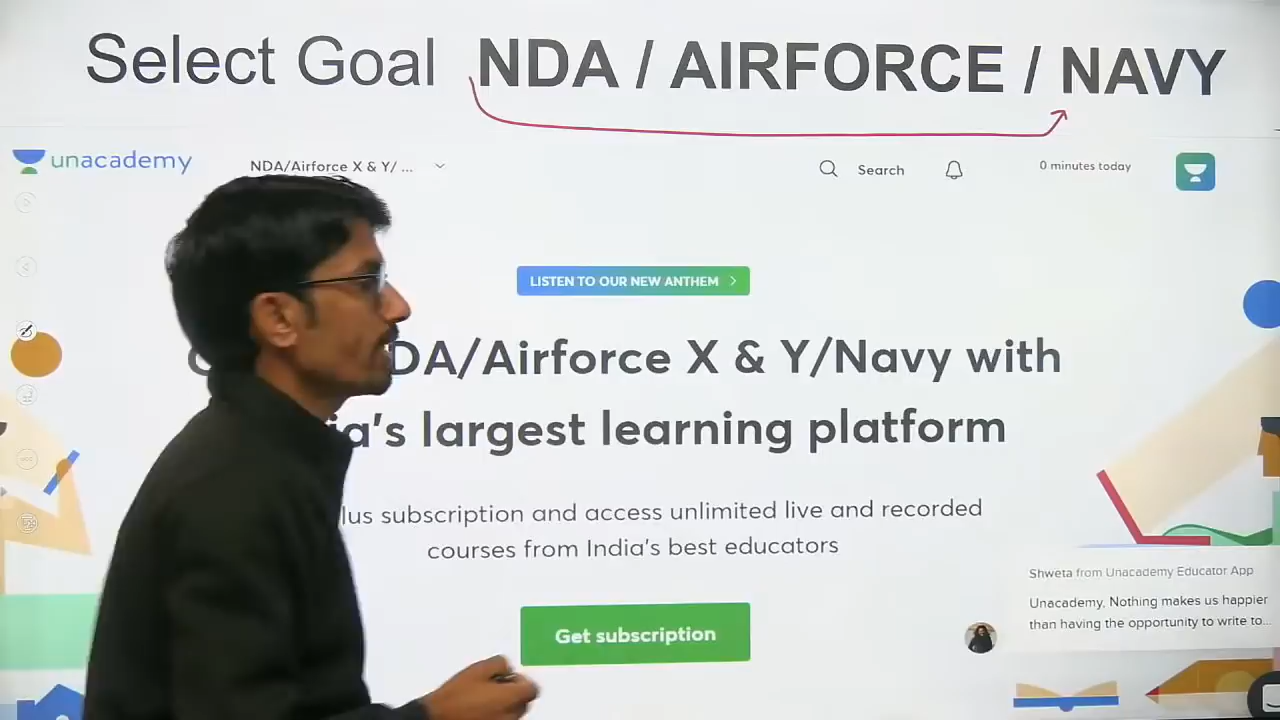 Select Goal NDA / AIRFORCE / NAVY
unacademy
NDA/Airforce X & Y/ ...
Search
0 minutes today
LISTEN TO OUR NEW ANTHEM
DA/Airforce X & Y/Navy with
ia's largest learning platform
lus subscription and access unlimited live and recorded
courses from India's best educators
Get subscription
Shweta from Unacademy Educator App
Unacademy, Nothing makes us happier
than having the opportunity to write to...